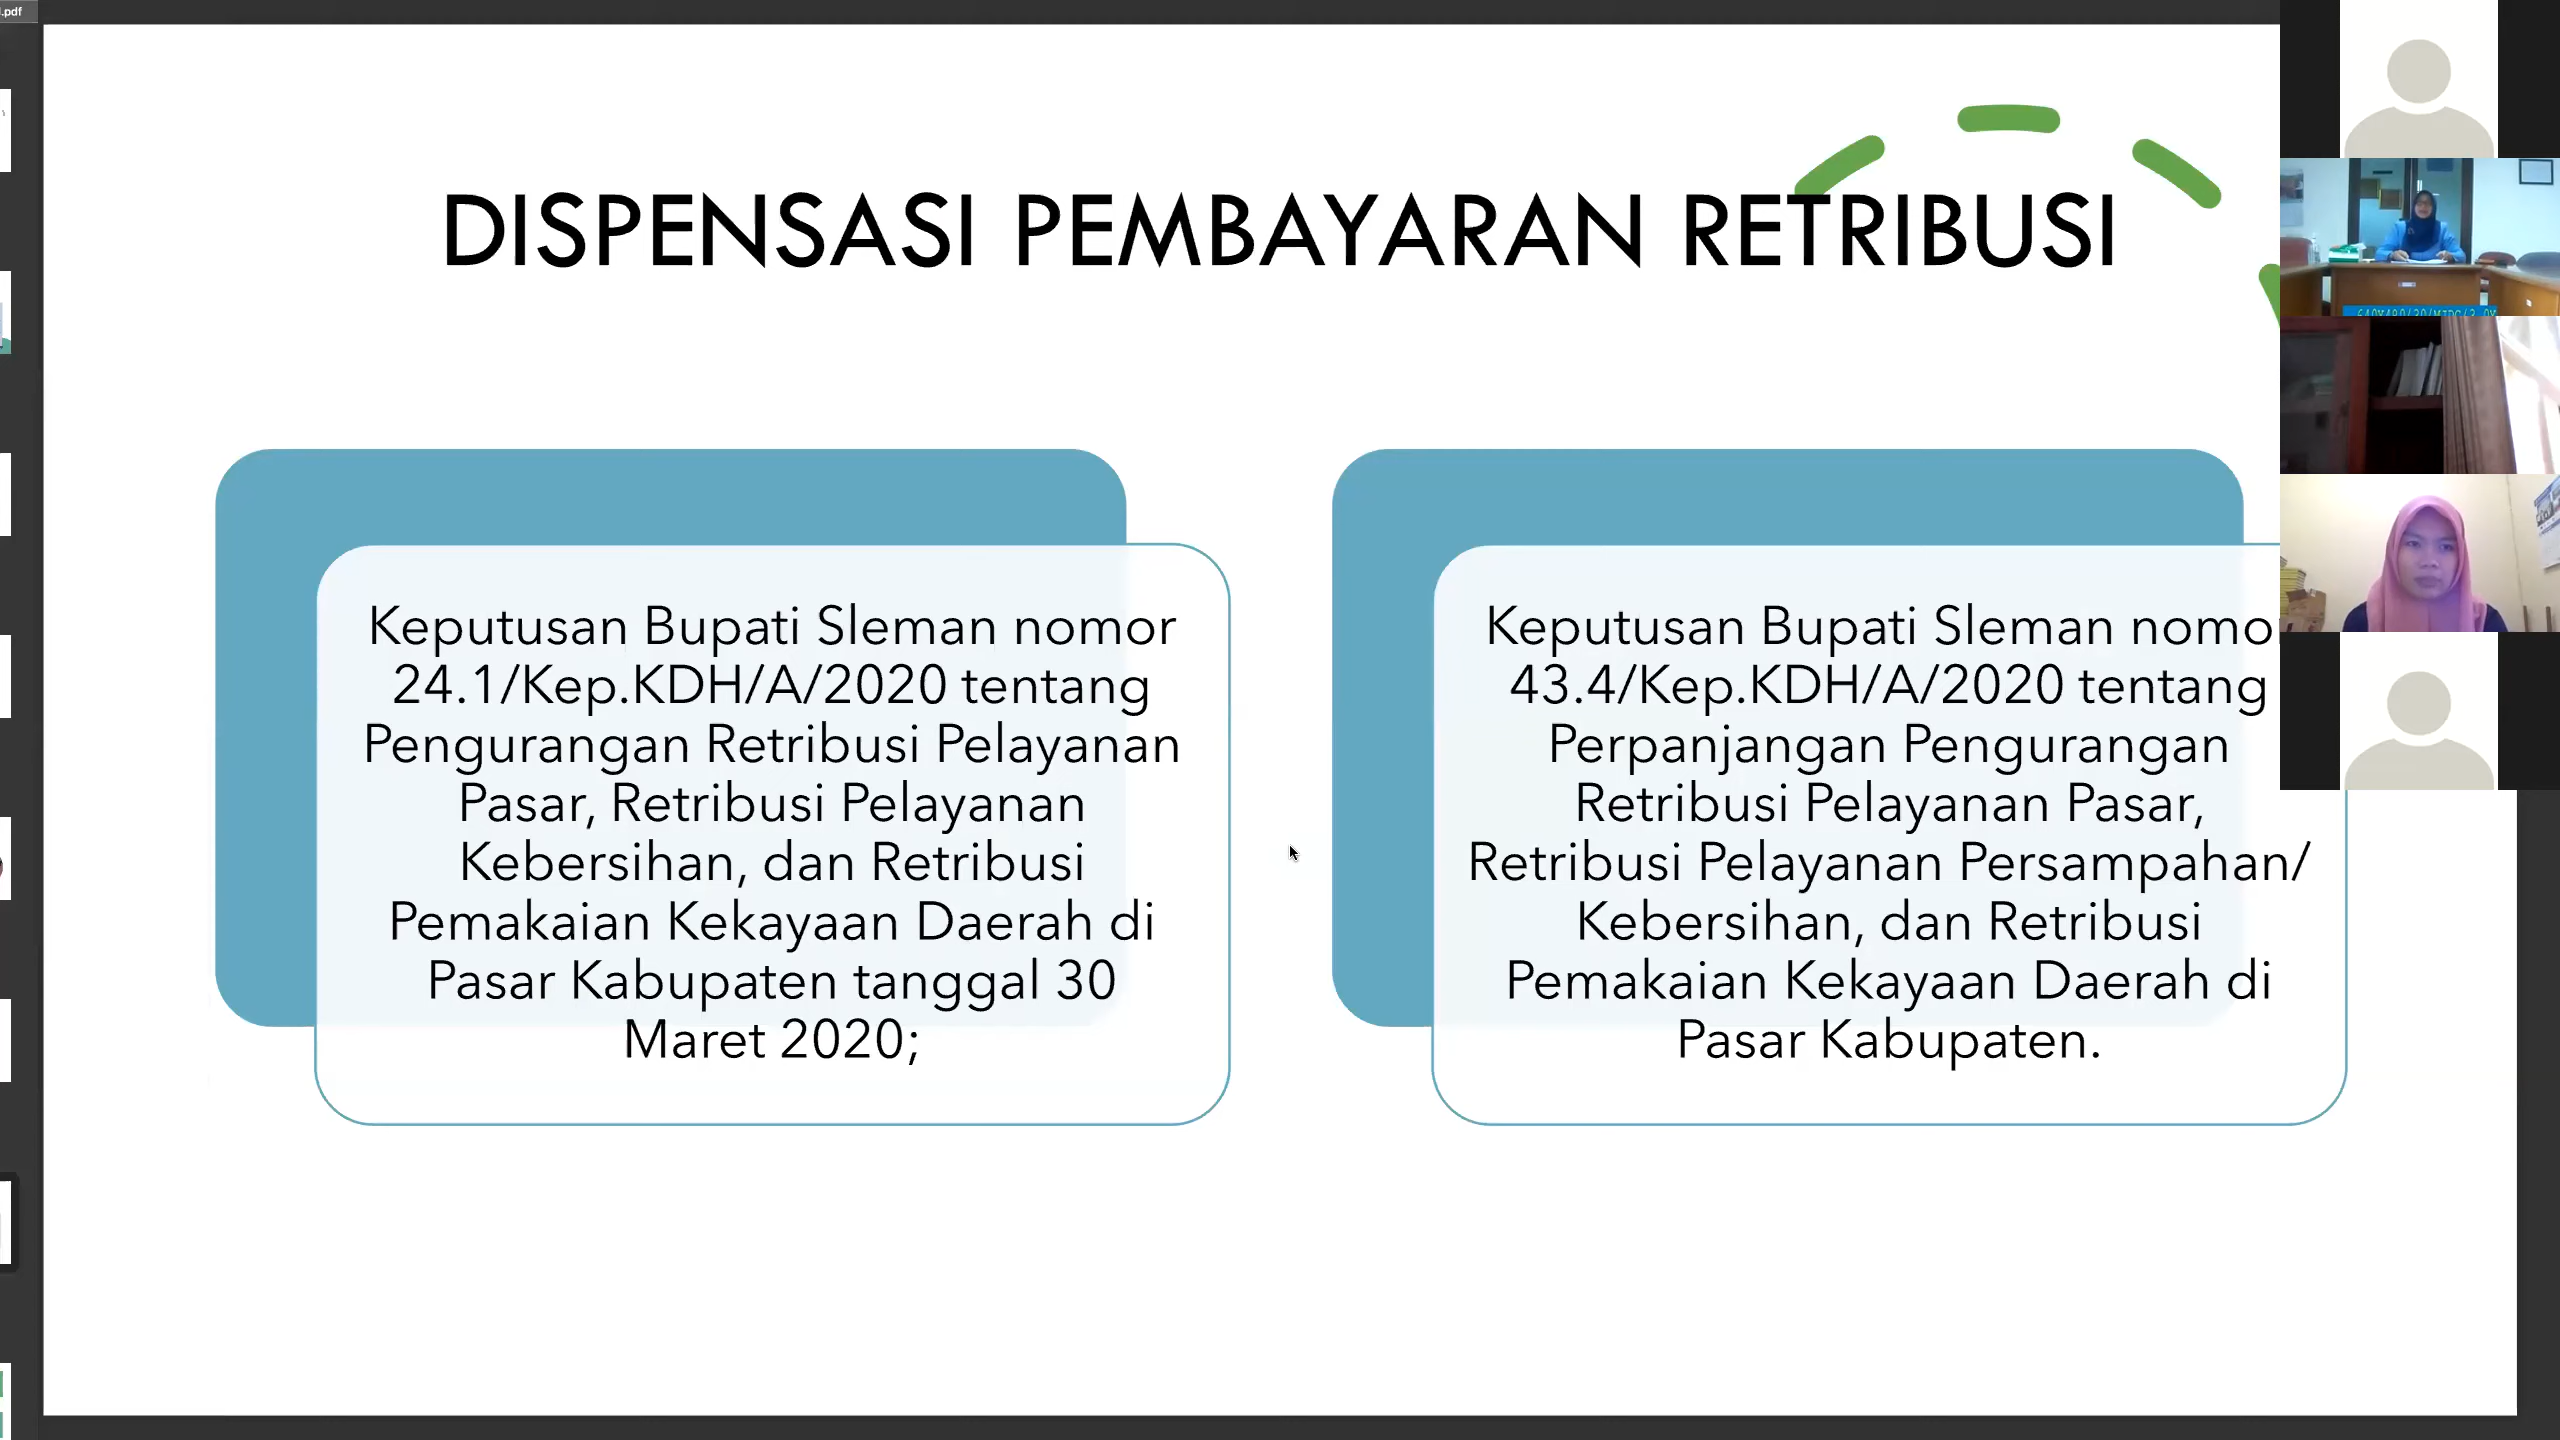 .pdf
DISPENSASI PEMBAYARAN RETRIBUSI
Keputusan Bupati Sleman nomor
24.1/Kep.KDH/A/2020 tentang
Pengurangan Retribusi Pelayanan
Pasar, Retribusi Pelayanan
Kebersihan, dan Retribusi
Pemakaian Kekayaan Daerah di
Pasar Kabupaten tanggal 30
Maret 2020;
Keputusan Bupati Sleman nomo
43.4/Kep.KDH/A/2020 tentang
Perpanjangan Pengurangan
Retribusi Pelayanan Pasar,
Retribusi Pelayanan Persampahan/
Kebersihan, dan Retribusi
Pemakaian Kekayaan Daerah di
Pasar Kabupaten.